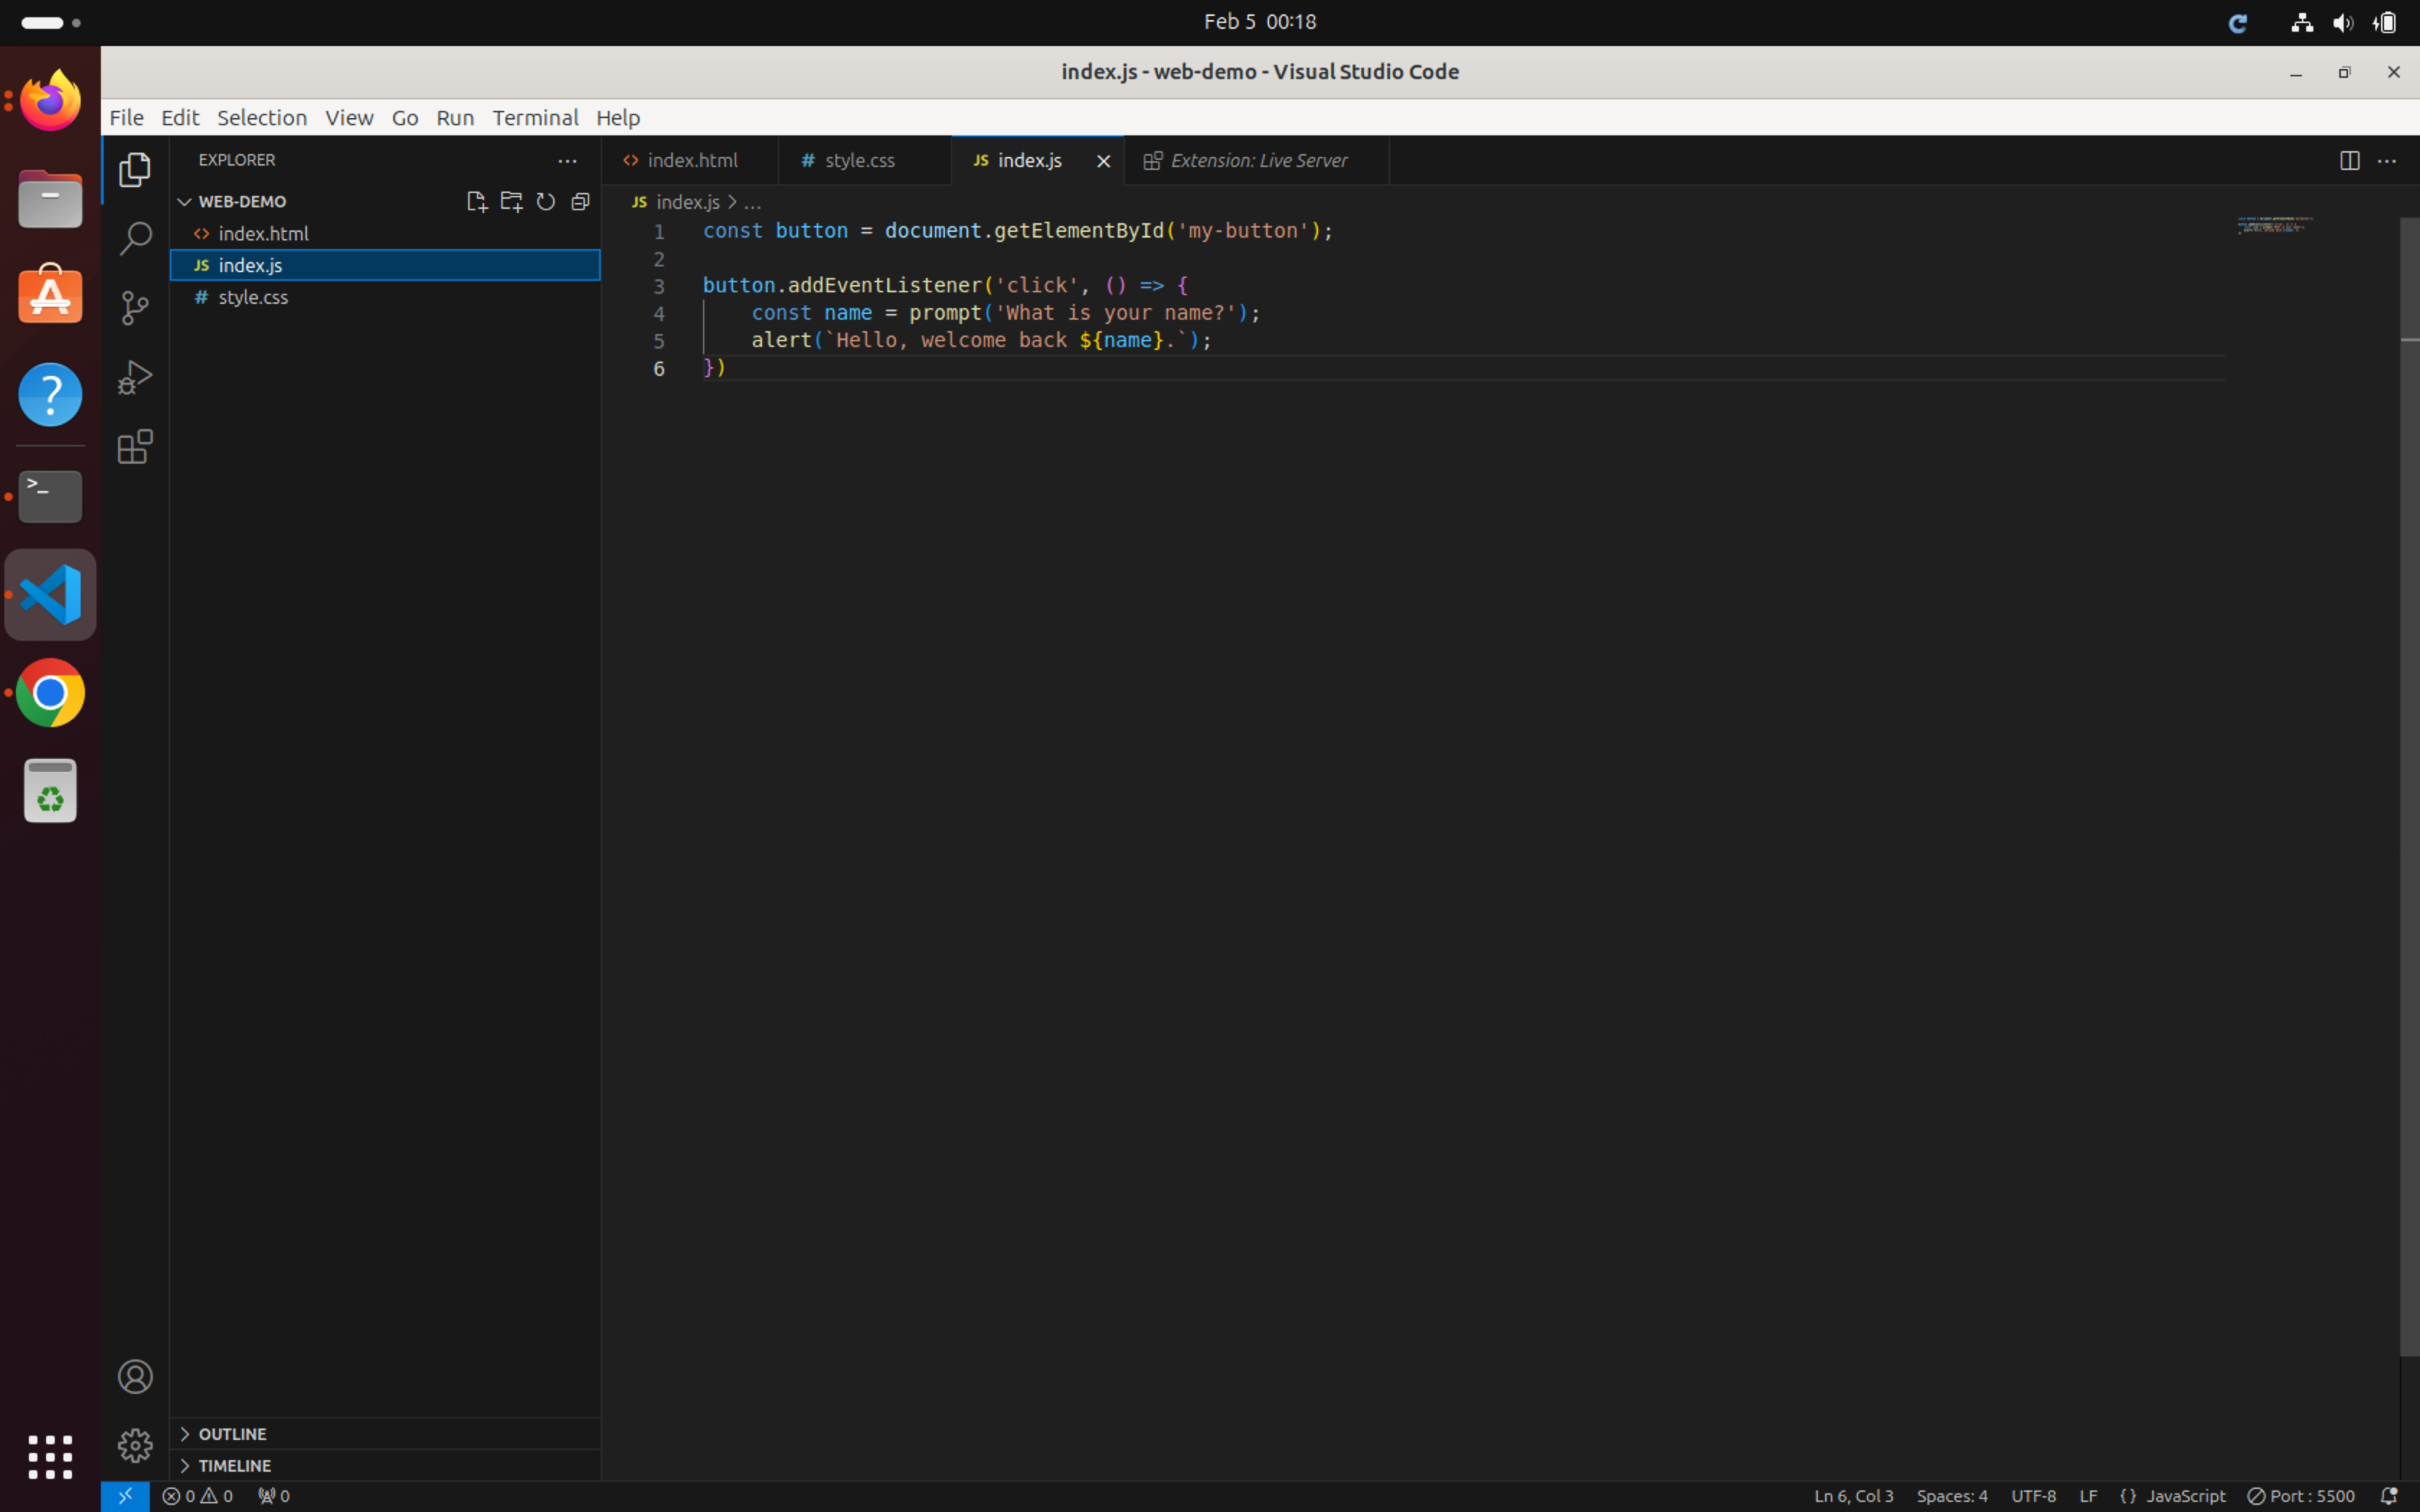 Feb 5 00:18
index.js - web-demo - Visual Studio Code
File Edit Selection View Go Run Terminal Help
EXPLORER
WEB-DEMO
<> index.html
JS index.js
# style.css
OUTLINE
TIMELINE
<> index.html # style.css JS index.js Extension: Live Server
JS index.js > ...
1 const button = document.getElementById('my-button');
2
3 button.addEventListener('click', () => {
4 const name = prompt('What is your name?');
5 alert(`Hello, welcome back ${name}.`);
6 })
0 0 0 Ln 6, Col 3 Spaces: 4 UTF-8 LF {} JavaScript Port : 5500